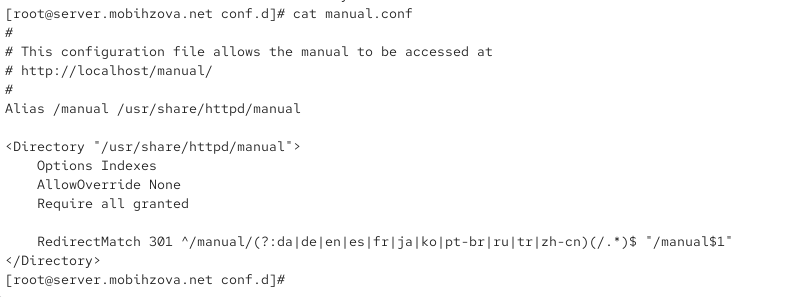 [root@server.mobihzova.net conf.d]# cat manual.conf
#
# This configuration file allows the manual to be accessed at
# http://localhost/manual/
#
Alias /manual /usr/share/httpd/manual
<Directory "/usr/share/httpd/manual">
    Options Indexes
    AllowOverride None
    Require all granted
    RedirectMatch 301 ^/manual/(?:da|de|en|es|fr|ja|ko|pt-br|ru|tr|zh-cn)(/.*)$ "/manual$1"
</Directory>
[root@server.mobihzova.net conf.d]#